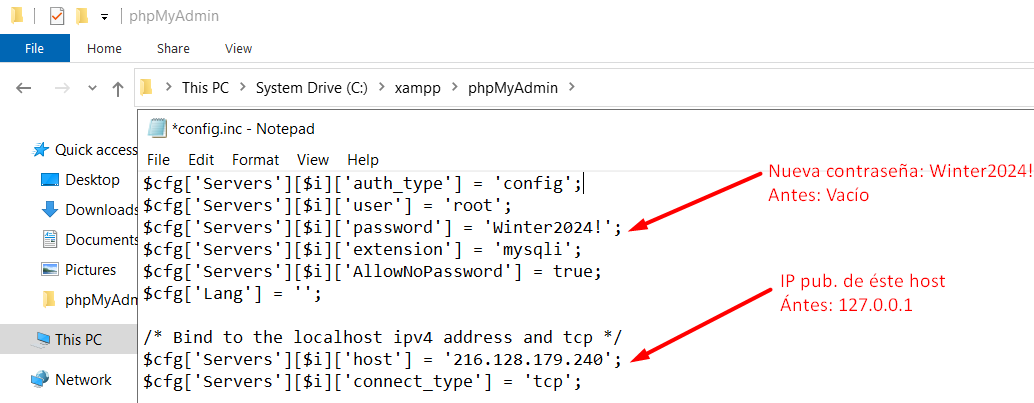 phpMyAdmin
File Home Share View
This PC System Drive (C:) xampp phpMyAdmin
*config.inc - Notepad
File Edit Format View Help
Quick access
Desktop
Downloads
Documents
Pictures
phpMyAdm
This PC
Network
$cfg['Servers'][$i]['auth_type'] = 'config';
$cfg['Servers'][$i]['user'] = 'root';
$cfg['Servers'][$i]['password'] = 'Winter2024!';
$cfg['Servers'][$i]['extension'] = 'mysqli';
$cfg['Servers'][$i]['AllowNoPassword'] = true;
$cfg['Lang'] = '';
/* Bind to the localhost ipv4 address and tcp */
$cfg['Servers'][$i]['host'] = '216.128.179.240';
$cfg['Servers'][$i]['connect_type'] = 'tcp';
Nueva contraseña: Winter2024!
Antes: Vacío
IP pub. de éste host
Ántes: 127.0.0.1